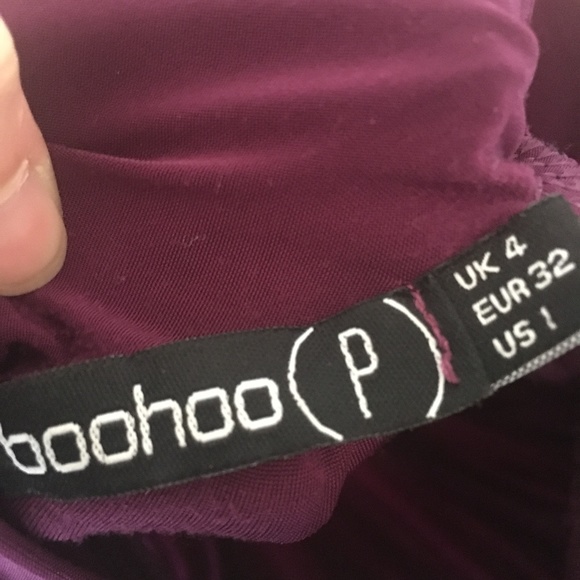 boohoo (P)
UK 4
EUR 32
US 1